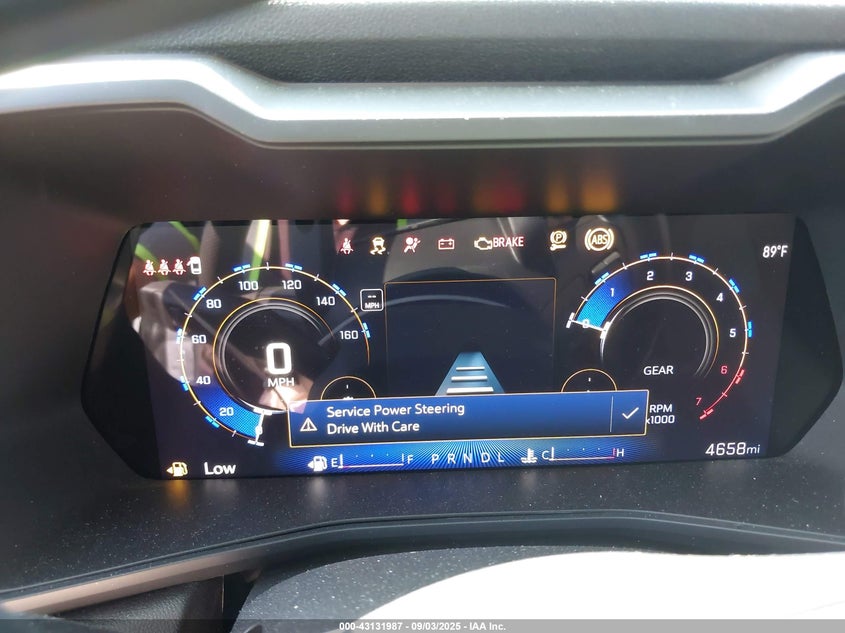 BRAKE
P
ABS
89°F
100
120
80
140
60
160
40
20
0
MPH
-- --
MPH
1
2
3
4
5
6
7
0
GEAR
RPM
x1000
Service Power Steering
Drive With Care
Low
E F
P R N D L
C H
4658mi
000-43131987 - 09/03/2025 - IAA Inc.